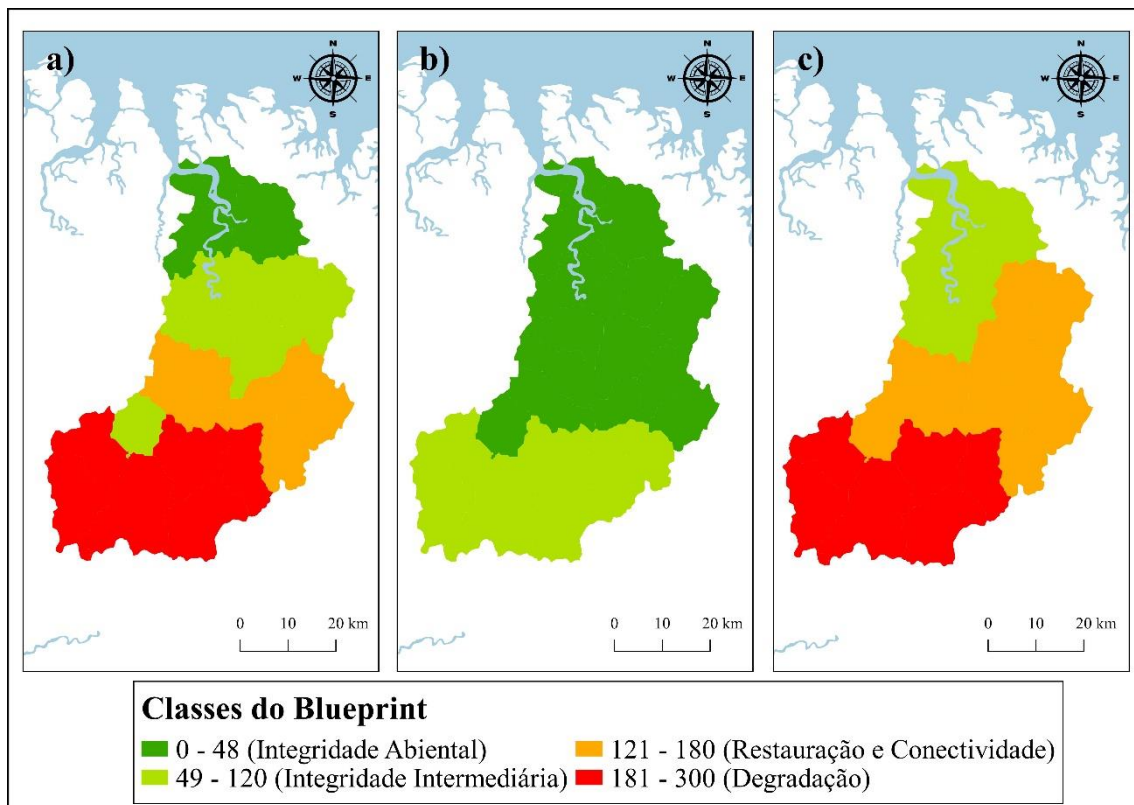 a)
N
W E
S
0 10 20 km
b)
N
W E
S
0 10 20 km
c)
N
W E
S
0 10 20 km
Classes do Blueprint
0 - 48 (Integridade Abiental)
49 - 120 (Integridade Intermediária)
121 - 180 (Restauração e Conectividade)
181 - 300 (Degradação)